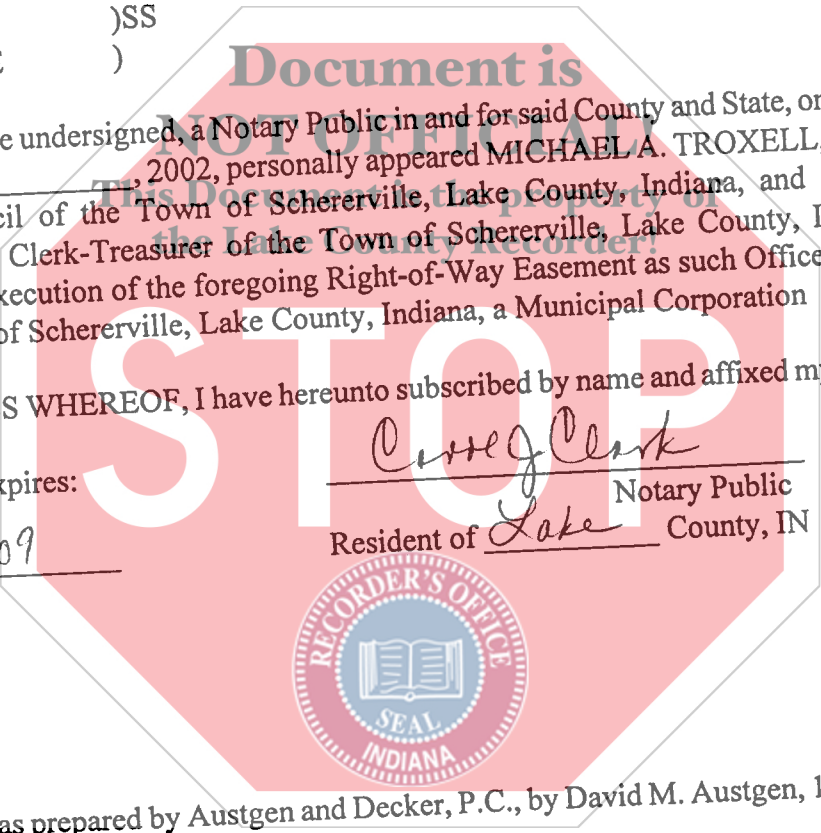 )SS
)
Document is
NOT OFFICIAL!
This Document is the property of
the Lake County Recorder!
STOP
e undersigned, a Notary Public in and for said County and State, on
, 2002, personally appeared MICHAEL A. TROXELL,
cil of the Town of Schererville, Lake County, Indiana, and
Clerk-Treasurer of the Town of Schererville, Lake County, I
xecution of the foregoing Right-of-Way Easement as such Office
of Schererville, Lake County, Indiana, a Municipal Corporation
S WHEREOF, I have hereunto subscribed by name and affixed my
Clark
xpires:
Notary Public
09
Resident of Lake County, IN
RECORDER'S OFFICE
SEAL
INDIANA
as prepared by Austgen and Decker, P.C., by David M. Austgen, 1